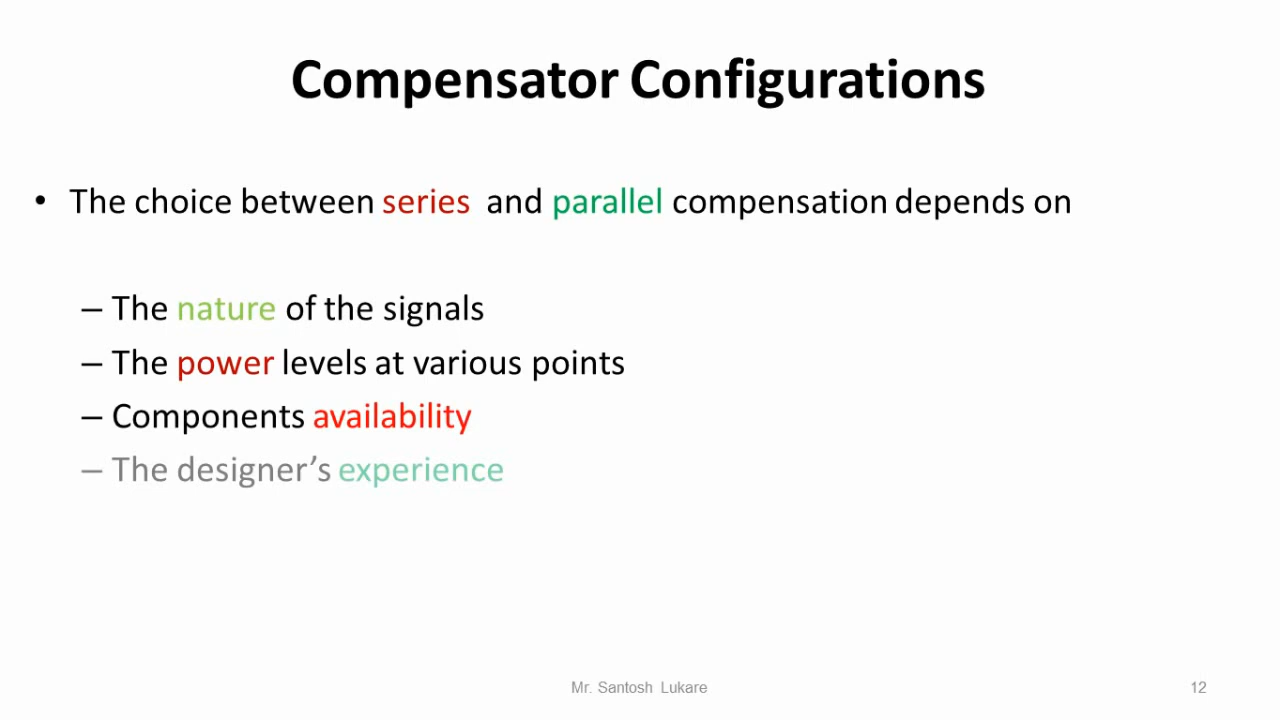 Compensator Configurations
• The choice between series and parallel compensation depends on
– The nature of the signals
– The power levels at various points
– Components availability
– The designer’s experience
Mr. Santosh Lukare
12